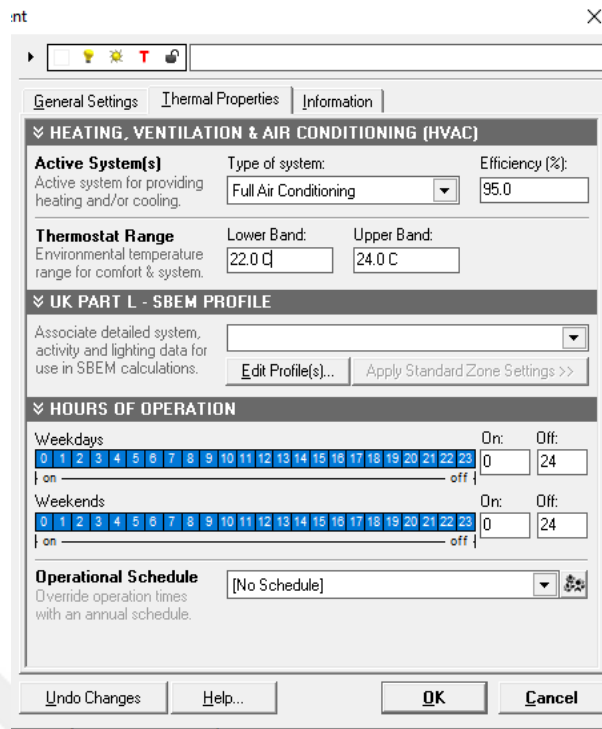 ent
T
General Settings Thermal Properties Information
HEATING, VENTILATION & AIR CONDITIONING (HVAC)
Active System(s) Type of system: Efficiency (%):
Active system for providing
heating and/or cooling.
Full Air Conditioning 95.0
Thermostat Range Lower Band: Upper Band:
Environmental temperature
range for comfort & system.
22.0 C 24.0 C
UK PART L - SBEM PROFILE
Associate detailed system,
activity and lighting data for
use in SBEM calculations.
Edit Profile(s)... Apply Standard Zone Settings >>
HOURS OF OPERATION
Weekdays On: Off:
0 1 2 3 4 5 6 7 8 9 10 11 12 13 14 15 16 17 18 19 20 21 22 23 0 24
on off
Weekends On: Off:
0 1 2 3 4 5 6 7 8 9 10 11 12 13 14 15 16 17 18 19 20 21 22 23 0 24
on off
Operational Schedule [No Schedule]
Override operation times
with an annual schedule.
Undo Changes Help... OK Cancel